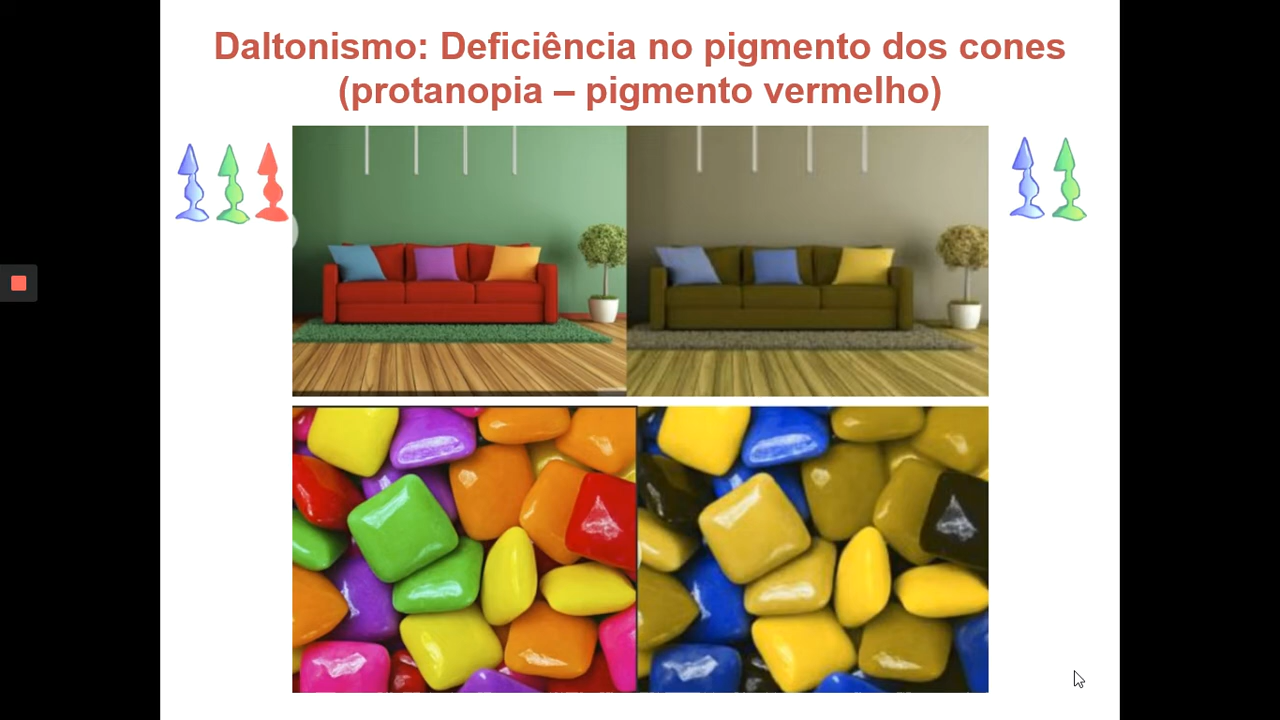 Daltonismo: Deficiência no pigmento dos cones
(protanopia – pigmento vermelho)